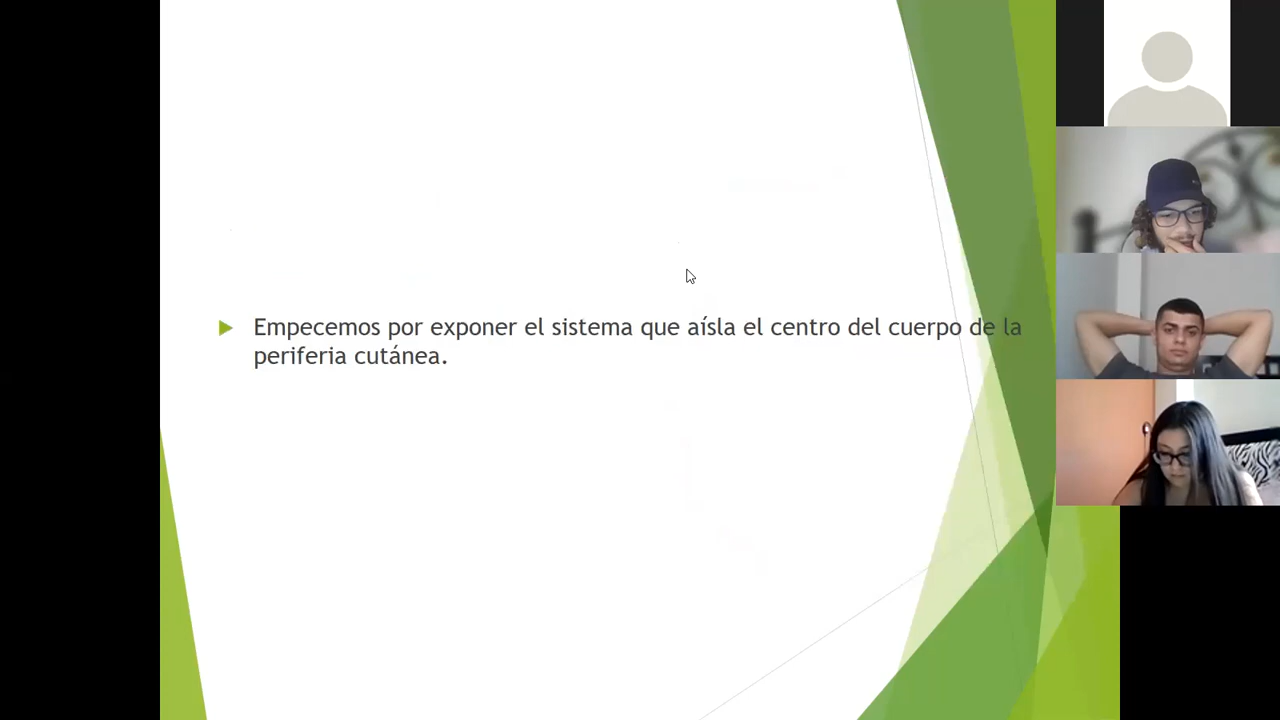 Empecemos por exponer el sistema que aísla el centro del cuerpo de la
periferia cutánea.